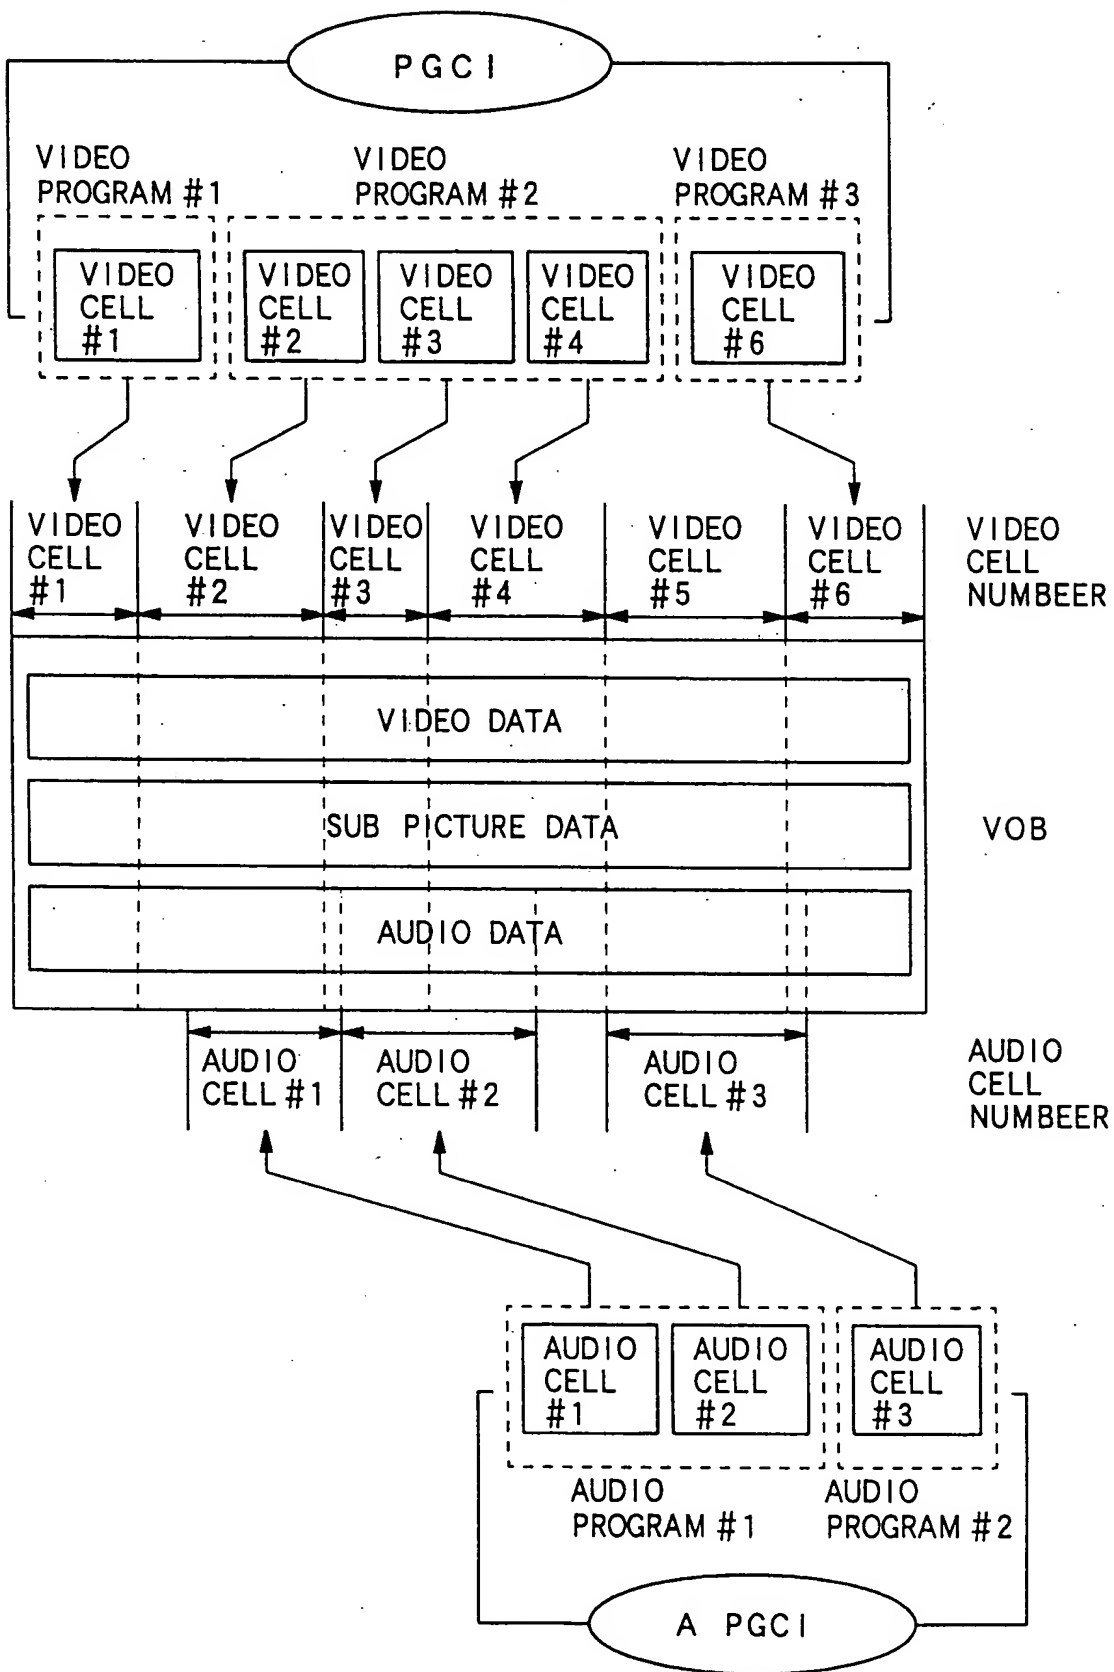 PGCI
VIDEO
PROGRAM #1
VIDEO
PROGRAM #2
VIDEO
PROGRAM #3
VIDEO
CELL
#1
VIDEO
CELL
#2
VIDEO
CELL
#3
VIDEO
CELL
#4
VIDEO
CELL
#6
VIDEO
CELL
#1
VIDEO
CELL
#2
VIDEO
CELL
#3
VIDEO
CELL
#4
VIDEO
CELL
#5
VIDEO
CELL
#6
VIDEO
CELL
NUMBEER
VIDEO DATA
SUB PICTURE DATA
VOB
AUDIO DATA
AUDIO
CELL #1
AUDIO
CELL #2
AUDIO
CELL #3
AUDIO
CELL
NUMBEER
AUDIO
CELL
#1
AUDIO
CELL
#2
AUDIO
CELL
#3
AUDIO
PROGRAM #1
AUDIO
PROGRAM #2
A PGCI